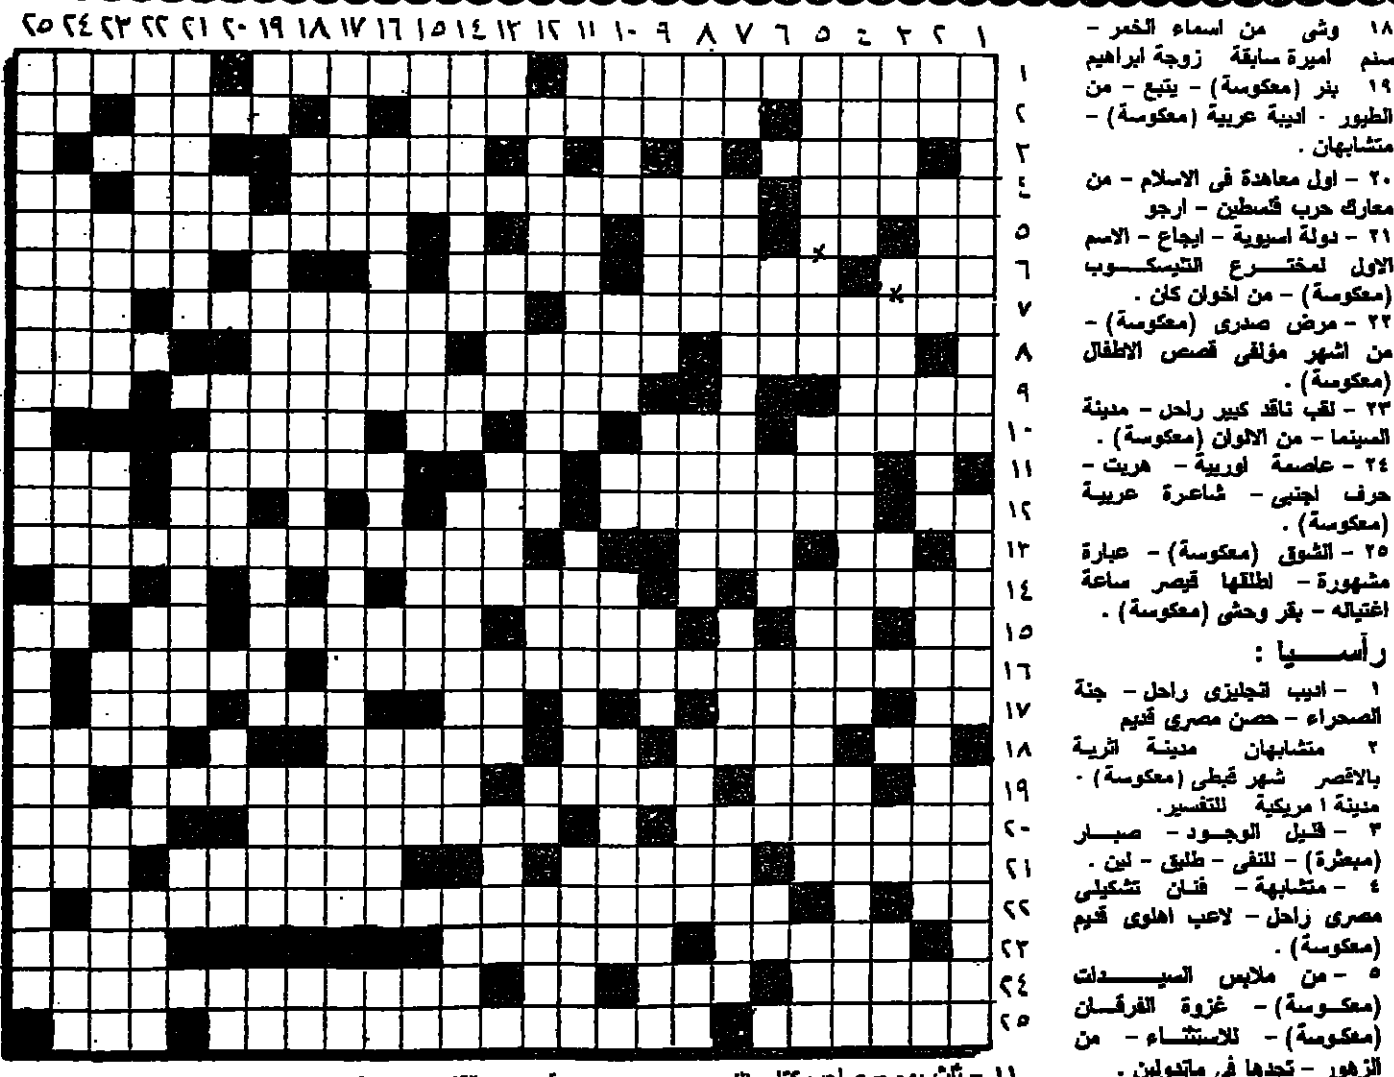 ٢٥ ٢٤ ٢٣ ٢٢ ٢١ ٢٠ ١٩ ١٨ ١٧ ١٦ ١٥ ١٤ ١٣ ١٢ ١١ ١٠ ٩ ٨ ٧ ٦ ٥ ٤ ٣ ٢ ١
١
٢
٣
٤
٥
٦
٧
٨
٩
١٠
١١
١٢
١٣
١٤
١٥
١٦
١٧
١٨
١٩
٢٠
٢١
٢٢
٢٣
٢٤
٢٥
١٨ وشى من اسماء الخمر –
سنم اميرة سابقة زوجة ابراهيم
١٩ بنر (معكوسة) – يتبع – من
الطيور – اديبة عربية (معكوسة) –
متشابهان .
٢٠ – اول معاهدة فى الاسلام – من
معارك حرب فلسطين – ارجو
٢١ – دولة اسيوية – ايجاع – الاسم
الاول لمخترع التليسكوب
(معكوسة) – من اخوان كان .
٢٢ – مرض صدرى (معكوسة) –
من اشهر مؤلفى قصص الاطفال
(معكوسة) .
٢٣ – لقب ناقد كبير راحل – مدينة
السينما – من الالوان (معكوسة) .
٢٤ – عاصمة اوربية – هربت –
حرف اجنبى – شاعرة عربية
(معكوسة) .
٢٥ – الشوق (معكوسة) – عبارة
مشهورة – اطلقها قيصر ساعة
اغتياله – بقر وحشى (معكوسة) .
رأسيا :
١ – اديب انجليزى راحل – جنة
الصحراء – حصن مصرى قديم
٢ متشابهان مدينة اثرية
بالاقصر شهر قبطى (معكوسة) .
مدينة امريكية للتفسير.
٣ – قليل الوجود – صبار
(مبعثرة) – للنفى – طليق – لين .
٤ – متشابهة – فنان تشكيلى
مصرى راحل – لاعب اهلوى قديم
(معكوسة) .
٥ – من ملابس السيدات
(معكوسة) – غزوة الفرقان
(معكوسة) – للاستثناء – من
الزهور – تجدها فى ماندولين .